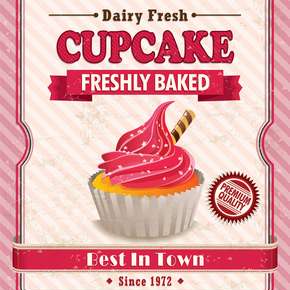 Dairy Fresh
CUPCAKE
FRESHLY BAKED
PREMIUM
QUALITY
Best In Town
Since 1972